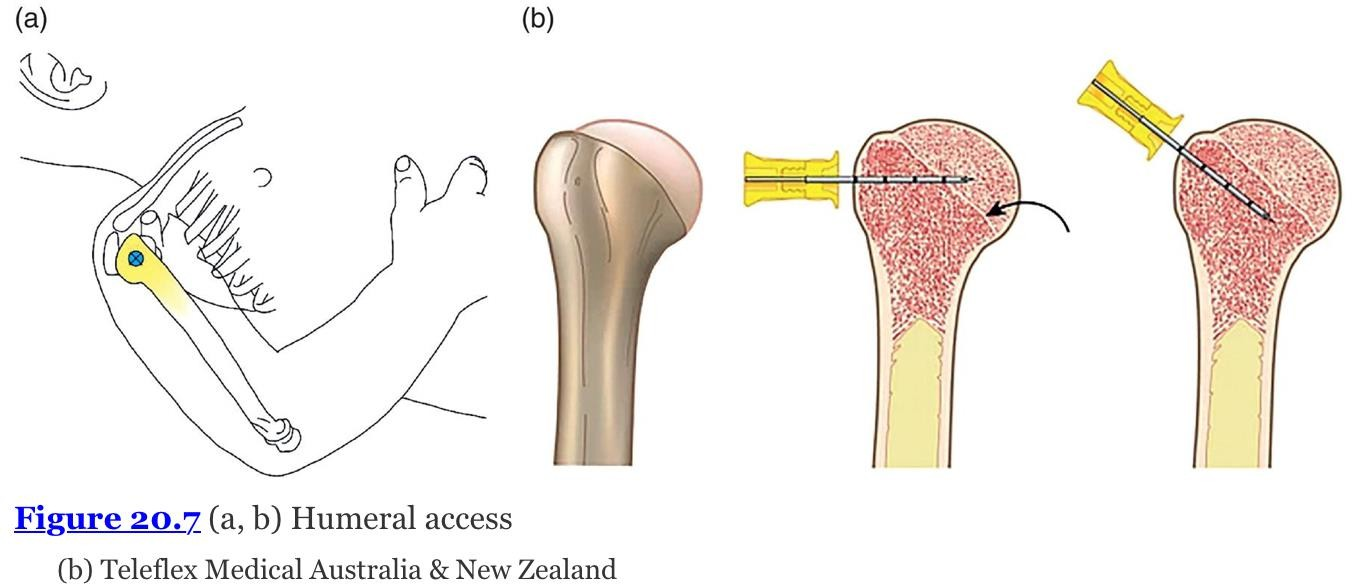 (a)
(b)
Figure 20.7 (a, b) Humeral access
(b) Teleflex Medical Australia & New Zealand